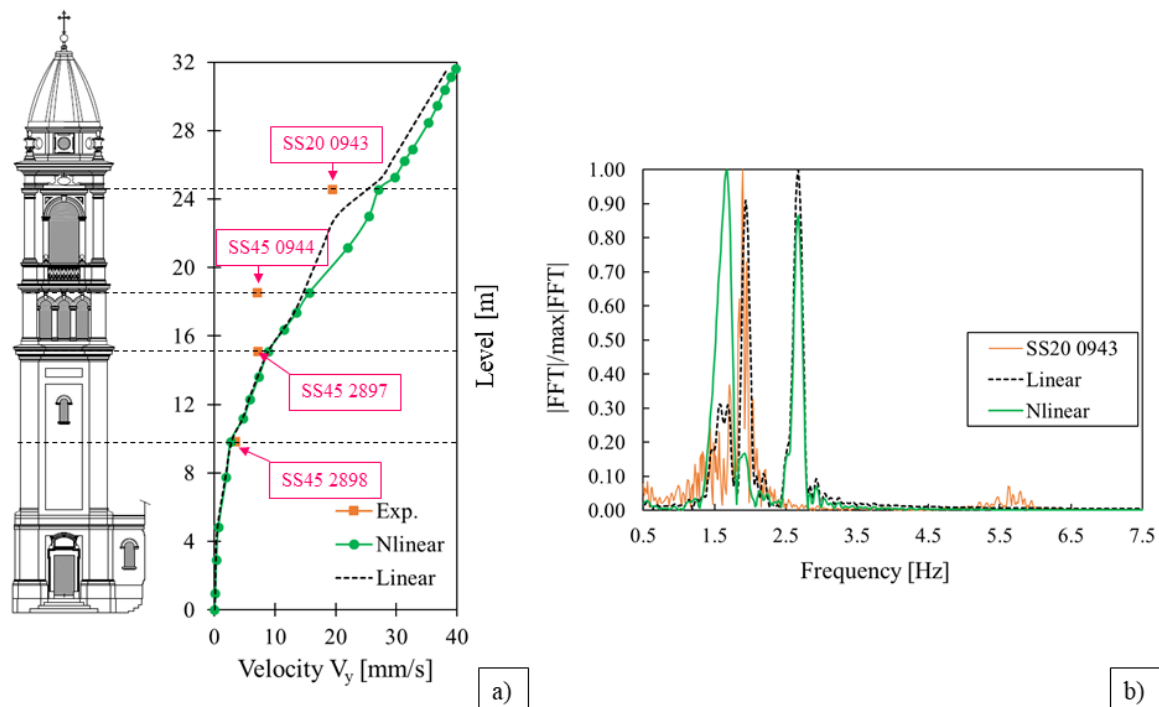 32
28
24
20
16
12
8
4
0
SS20 0943
SS45 0944
SS45 2897
SS45 2898
Exp.
Nlinear
Linear
0 10 20 30 40
Velocity Vy [mm/s]
Level [m]
a)
1.00
0.90
0.80
0.70
0.60
0.50
0.40
0.30
0.20
0.10
0.00
|FFT|/max|FFT|
SS20 0943
Linear
Nlinear
0.5 1.5 2.5 3.5 4.5 5.5 6.5 7.5
Frequency [Hz]
b)